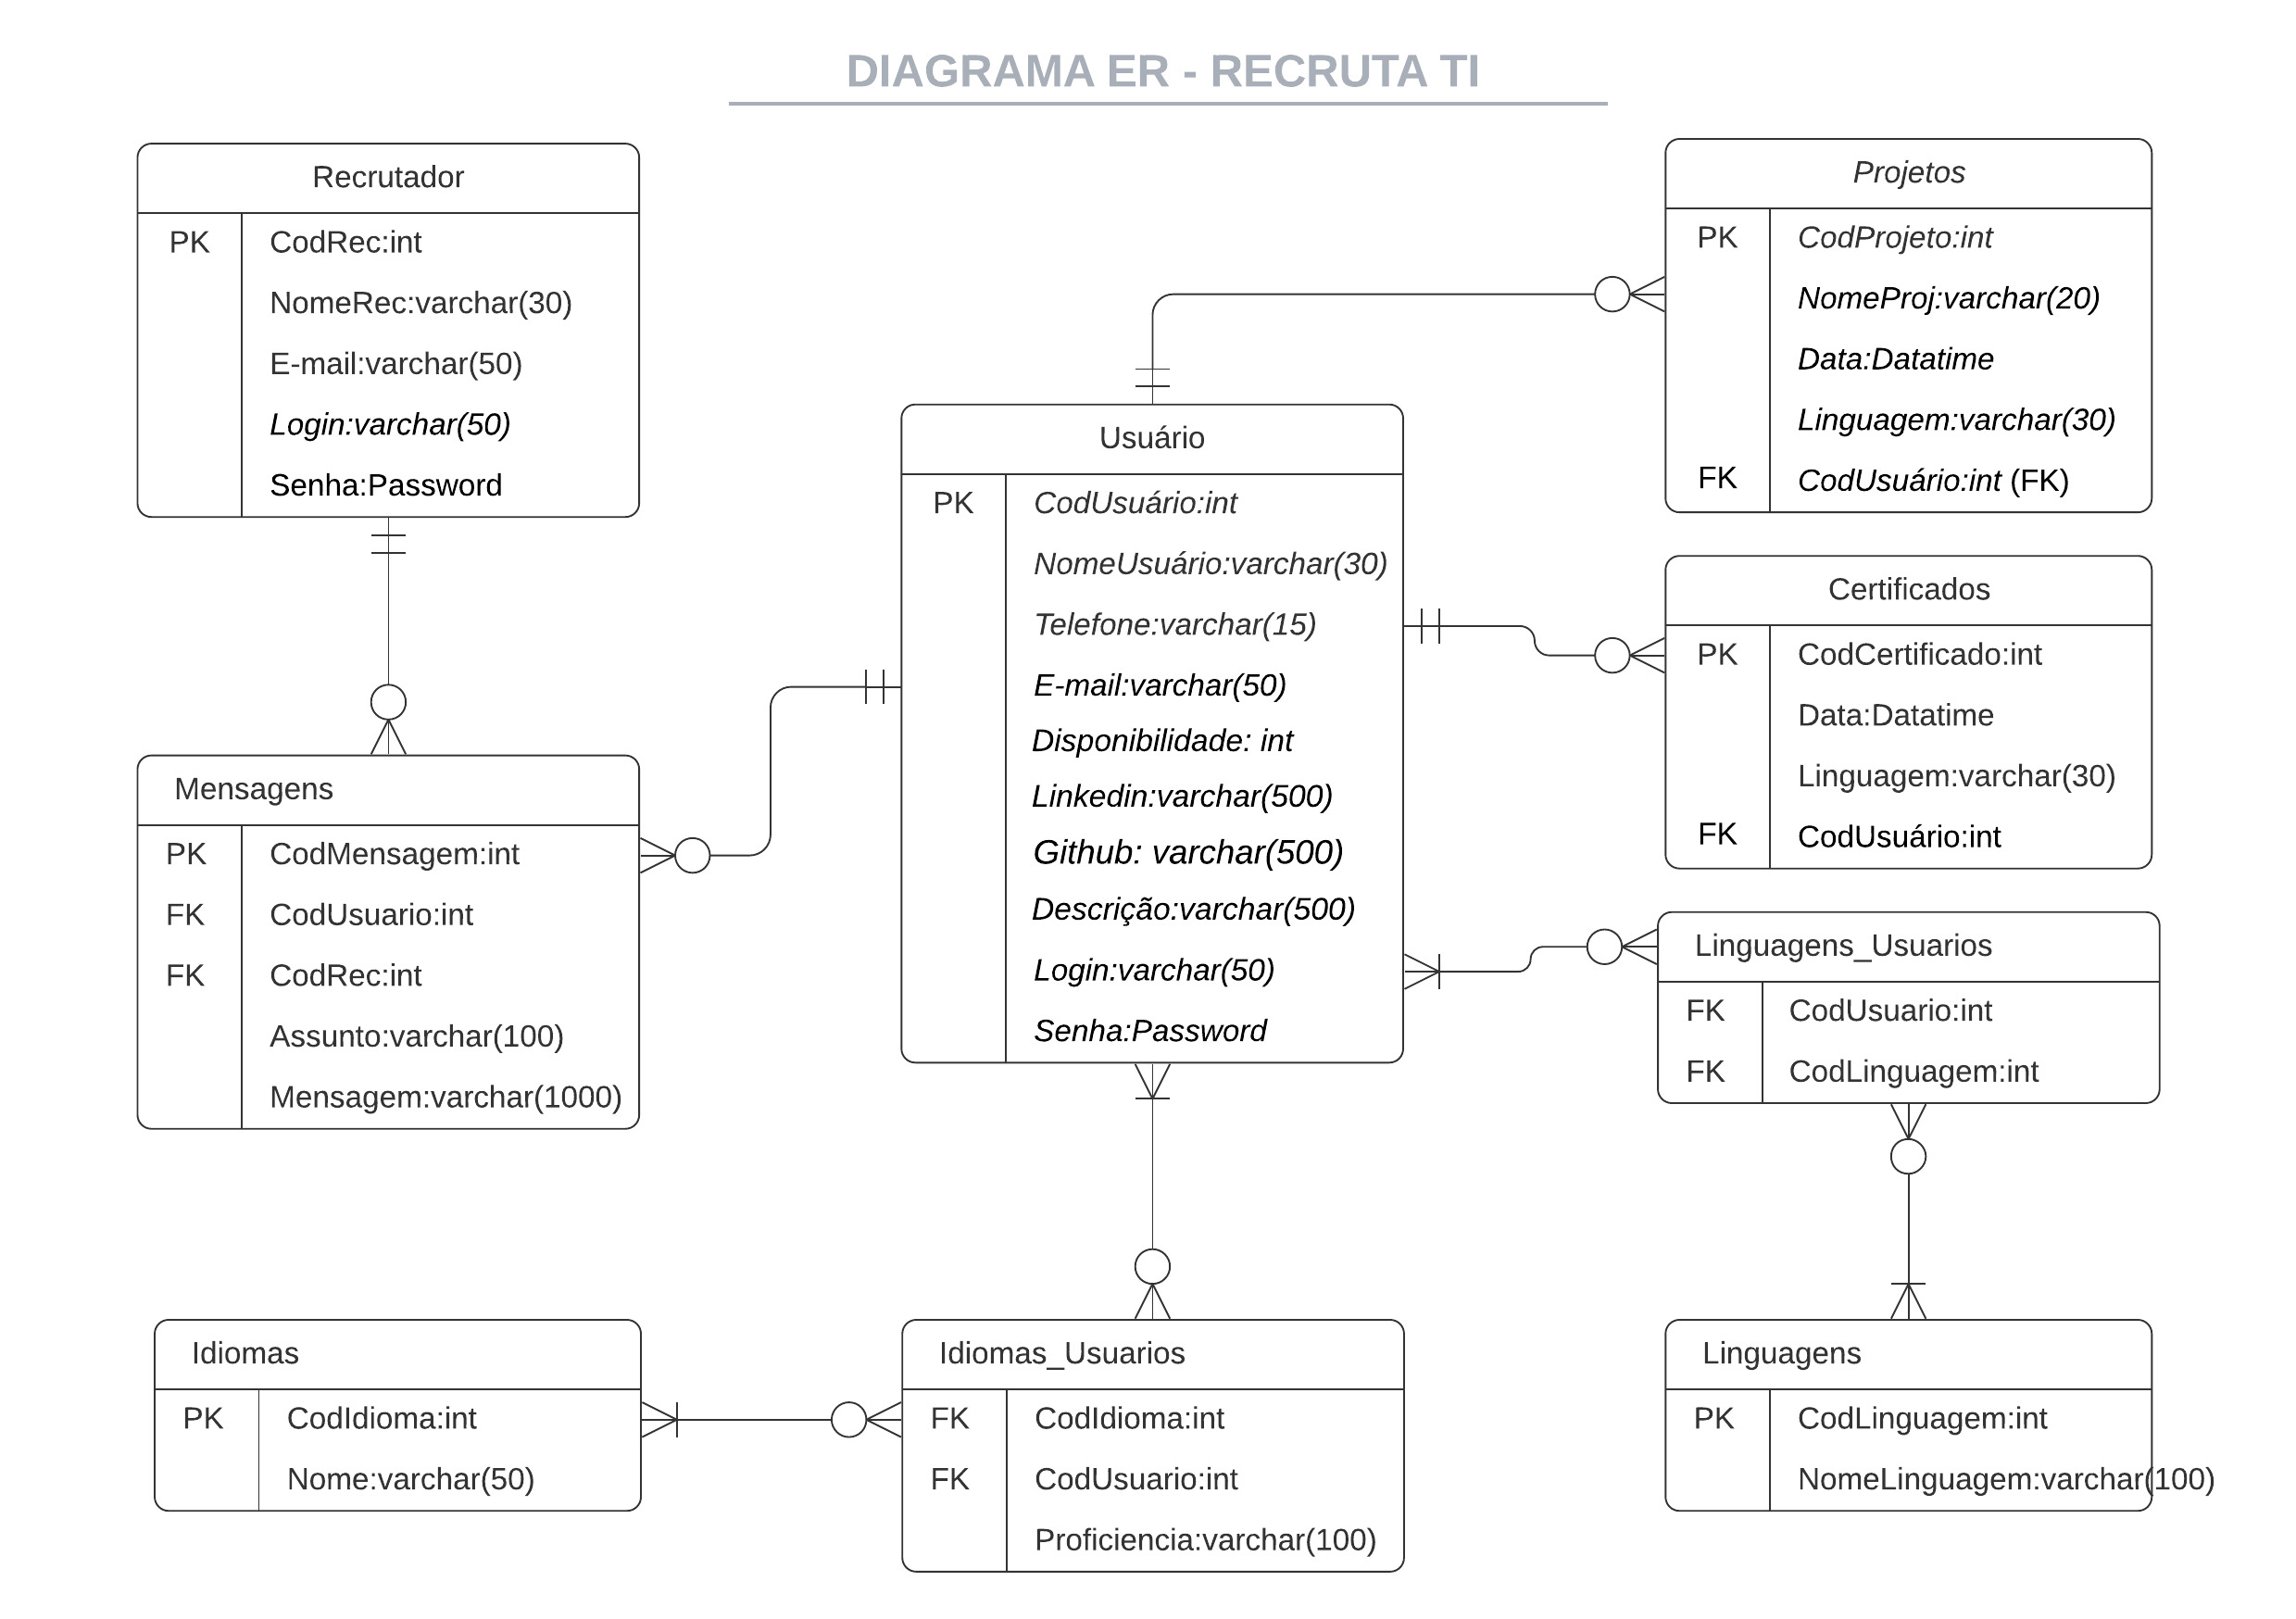 DIAGRAMA ER - RECRUTA TI
Recrutador
PK CodRec:int
NomeRec:varchar(30)
E-mail:varchar(50)
Login:varchar(50)
Senha:Password
Mensagens
PK CodMensagem:int
FK CodUsuario:int
FK CodRec:int
Assunto:varchar(100)
Mensagem:varchar(1000)
Idiomas
PK CodIdioma:int
Nome:varchar(50)
Usuário
PK CodUsuário:int
NomeUsuário:varchar(30)
Telefone:varchar(15)
E-mail:varchar(50)
Disponibilidade: int
Linkedin:varchar(500)
Github: varchar(500)
Descrição:varchar(500)
Login:varchar(50)
Senha:Password
Idiomas_Usuarios
FK CodIdioma:int
FK CodUsuario:int
Proficiencia:varchar(100)
Projetos
PK CodProjeto:int
NomeProj:varchar(20)
Data:Datatime
Linguagem:varchar(30)
FK CodUsuário:int (FK)
Certificados
PK CodCertificado:int
Data:Datatime
Linguagem:varchar(30)
FK CodUsuário:int
Linguagens_Usuarios
FK CodUsuario:int
FK CodLinguagem:int
Linguagens
PK CodLinguagem:int
NomeLinguagem:varchar(100)